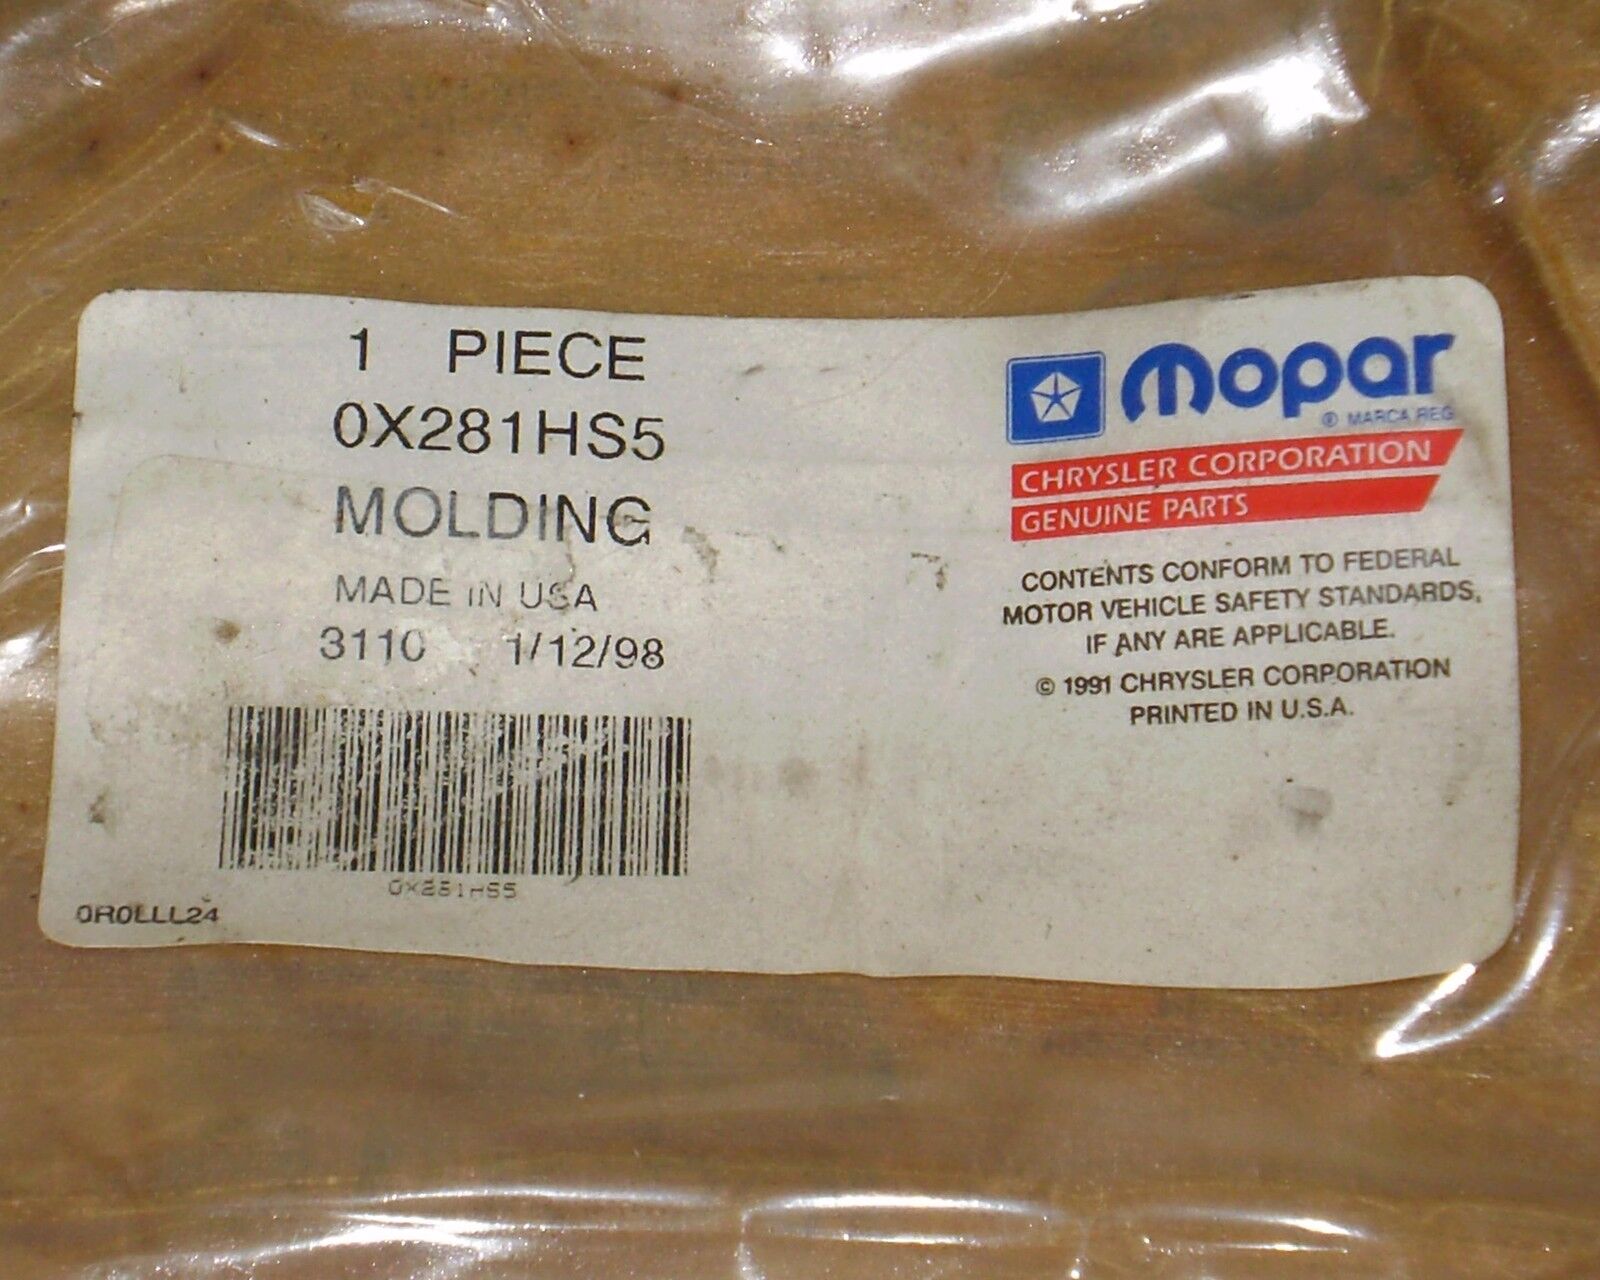 1 PIECE
0X281HS5
MOLDING
MADE IN USA
3110 1/12/98
0X281HS5
0R0LLL24
mopar
® MARCA REG
CHRYSLER CORPORATION
GENUINE PARTS
CONTENTS CONFORM TO FEDERAL
MOTOR VEHICLE SAFETY STANDARDS,
IF ANY ARE APPLICABLE.
© 1991 CHRYSLER CORPORATION
PRINTED IN U.S.A.